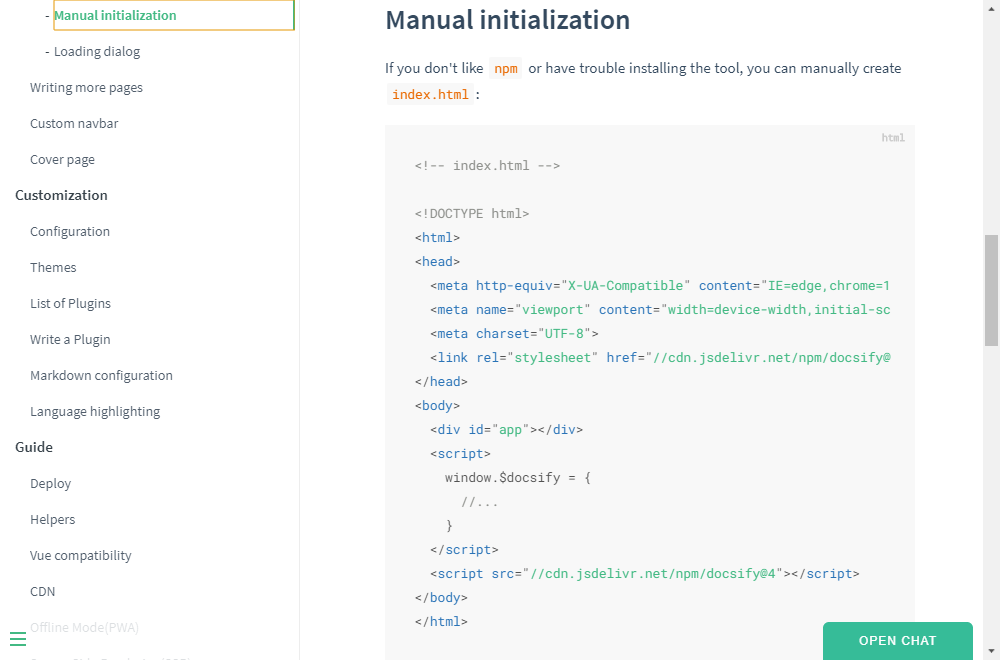 - Manual initialization
- Loading dialog
Writing more pages
Custom navbar
Cover page
Customization
Configuration
Themes
List of Plugins
Write a Plugin
Markdown configuration
Language highlighting
Guide
Deploy
Helpers
Vue compatibility
CDN
Offline Mode(PWA)
Manual initialization
If you don't like npm or have trouble installing the tool, you can manually create
index.html :
html
<!-- index.html -->
<!DOCTYPE html>
<html>
<head>
  <meta http-equiv="X-UA-Compatible" content="IE=edge,chrome=1
  <meta name="viewport" content="width=device-width,initial-sc
  <meta charset="UTF-8">
  <link rel="stylesheet" href="//cdn.jsdelivr.net/npm/docsify@
</head>
<body>
  <div id="app"></div>
  <script>
    window.$docsify = {
      //...
    }
  </script>
  <script src="//cdn.jsdelivr.net/npm/docsify@4"></script>
</body>
</html>
OPEN CHAT